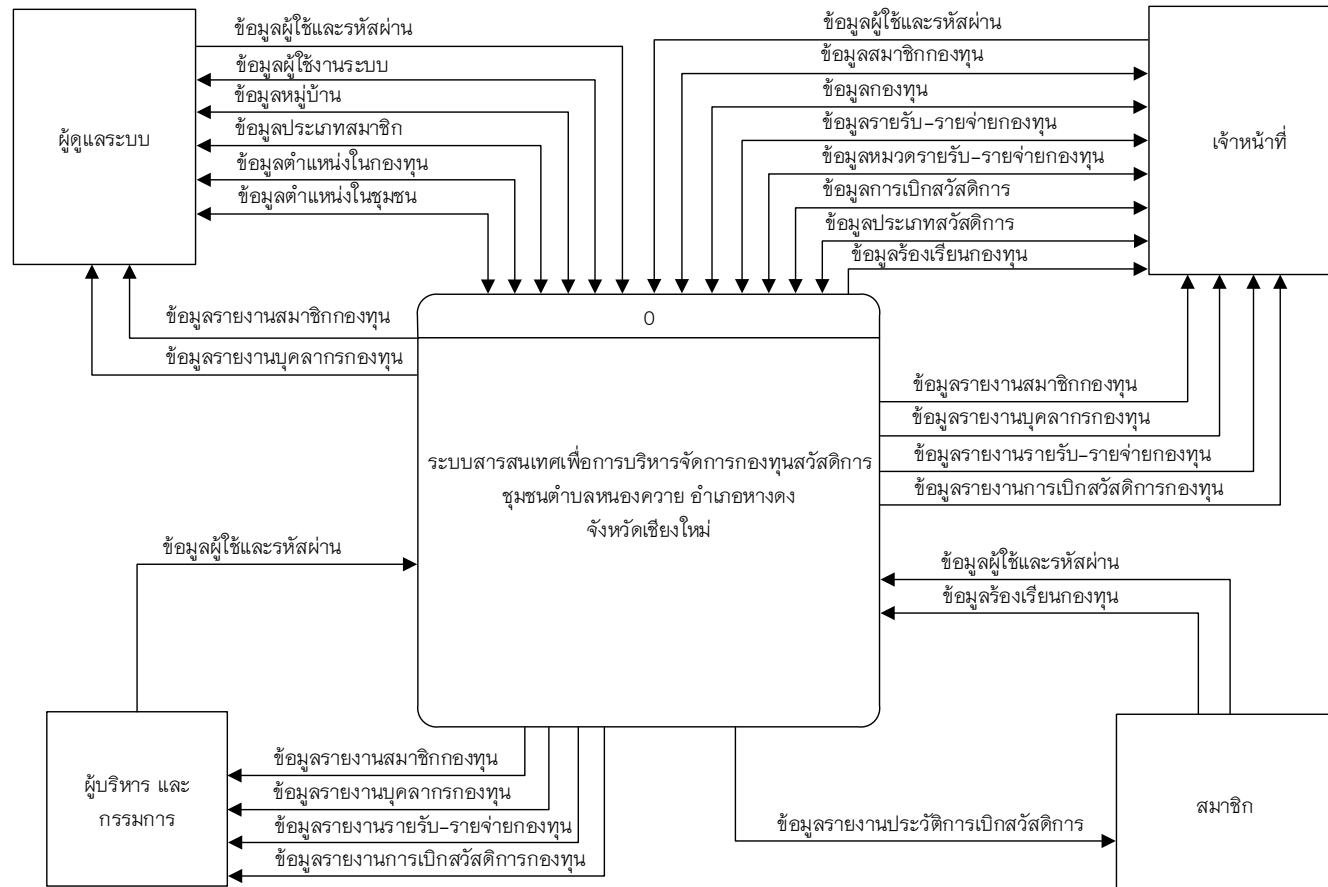 ข้อมูลผู้ใช้และรหัสผ่าน
ข้อมูลผู้ใช้งานระบบ
ข้อมูลหมู่บ้าน
ข้อมูลประเภทสมาชิก
ข้อมูลตำแหน่งในกองทุน
ข้อมูลตำแหน่งในชุมชน
ผู้ดูแลระบบ
ข้อมูลผู้ใช้และรหัสผ่าน
ข้อมูลสมาชิกกองทุน
ข้อมูลกองทุน
ข้อมูลรายรับ-รายจ่ายกองทุน
ข้อมูลหมวดรายรับ-รายจ่ายกองทุน
ข้อมูลการเบิกสวัสดิการ
ข้อมูลประเภทสวัสดิการ
ข้อมูลร้องเรียนกองทุน
เจ้าหน้าที่
ข้อมูลรายงานสมาชิกกองทุน
ข้อมูลรายงานบุคลากรกองทุน
0
ระบบสารสนเทศเพื่อการบริหารจัดการกองทุนสวัสดิการ
ชุมชนตำบลหนองควาย อำเภอหางดง
จังหวัดเชียงใหม่
ข้อมูลรายงานสมาชิกกองทุน
ข้อมูลรายงานบุคลากรกองทุน
ข้อมูลรายงานรายรับ-รายจ่ายกองทุน
ข้อมูลรายงานการเบิกสวัสดิการกองทุน
ข้อมูลผู้ใช้และรหัสผ่าน
ข้อมูลผู้ใช้และรหัสผ่าน
ข้อมูลร้องเรียนกองทุน
ผู้บริหาร และ
กรรมการ
ข้อมูลรายงานสมาชิกกองทุน
ข้อมูลรายงานบุคลากรกองทุน
ข้อมูลรายงานรายรับ-รายจ่ายกองทุน
ข้อมูลรายงานการเบิกสวัสดิการกองทุน
ข้อมูลรายงานประวัติการเบิกสวัสดิการ
สมาชิก